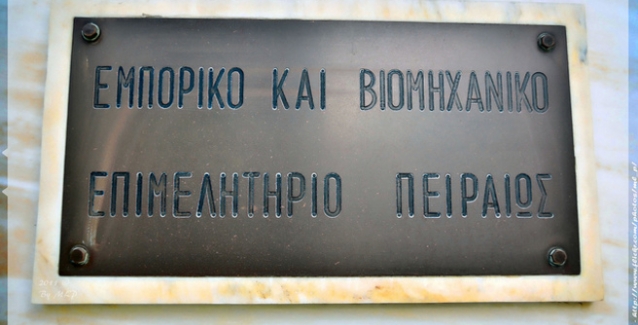 ΕΜΠΟΡΙΚΟ ΚΑΙ ΒΙΟΜΗΧΑΝΙΚΟ
ΕΠΙΜΕΛΗΤΗΡΙΟ ΠΕΙΡΑΙΩΣ